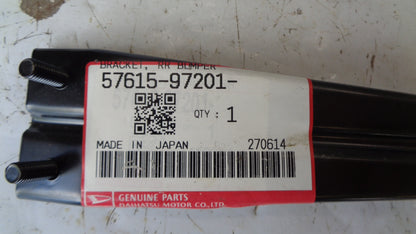 BRACKET, RR BUMPER
57615-97201-
QTY : 1
MADE IN JAPAN 270614
GENUINE PARTS
DAIHATSU MOTOR CO.,LTD.